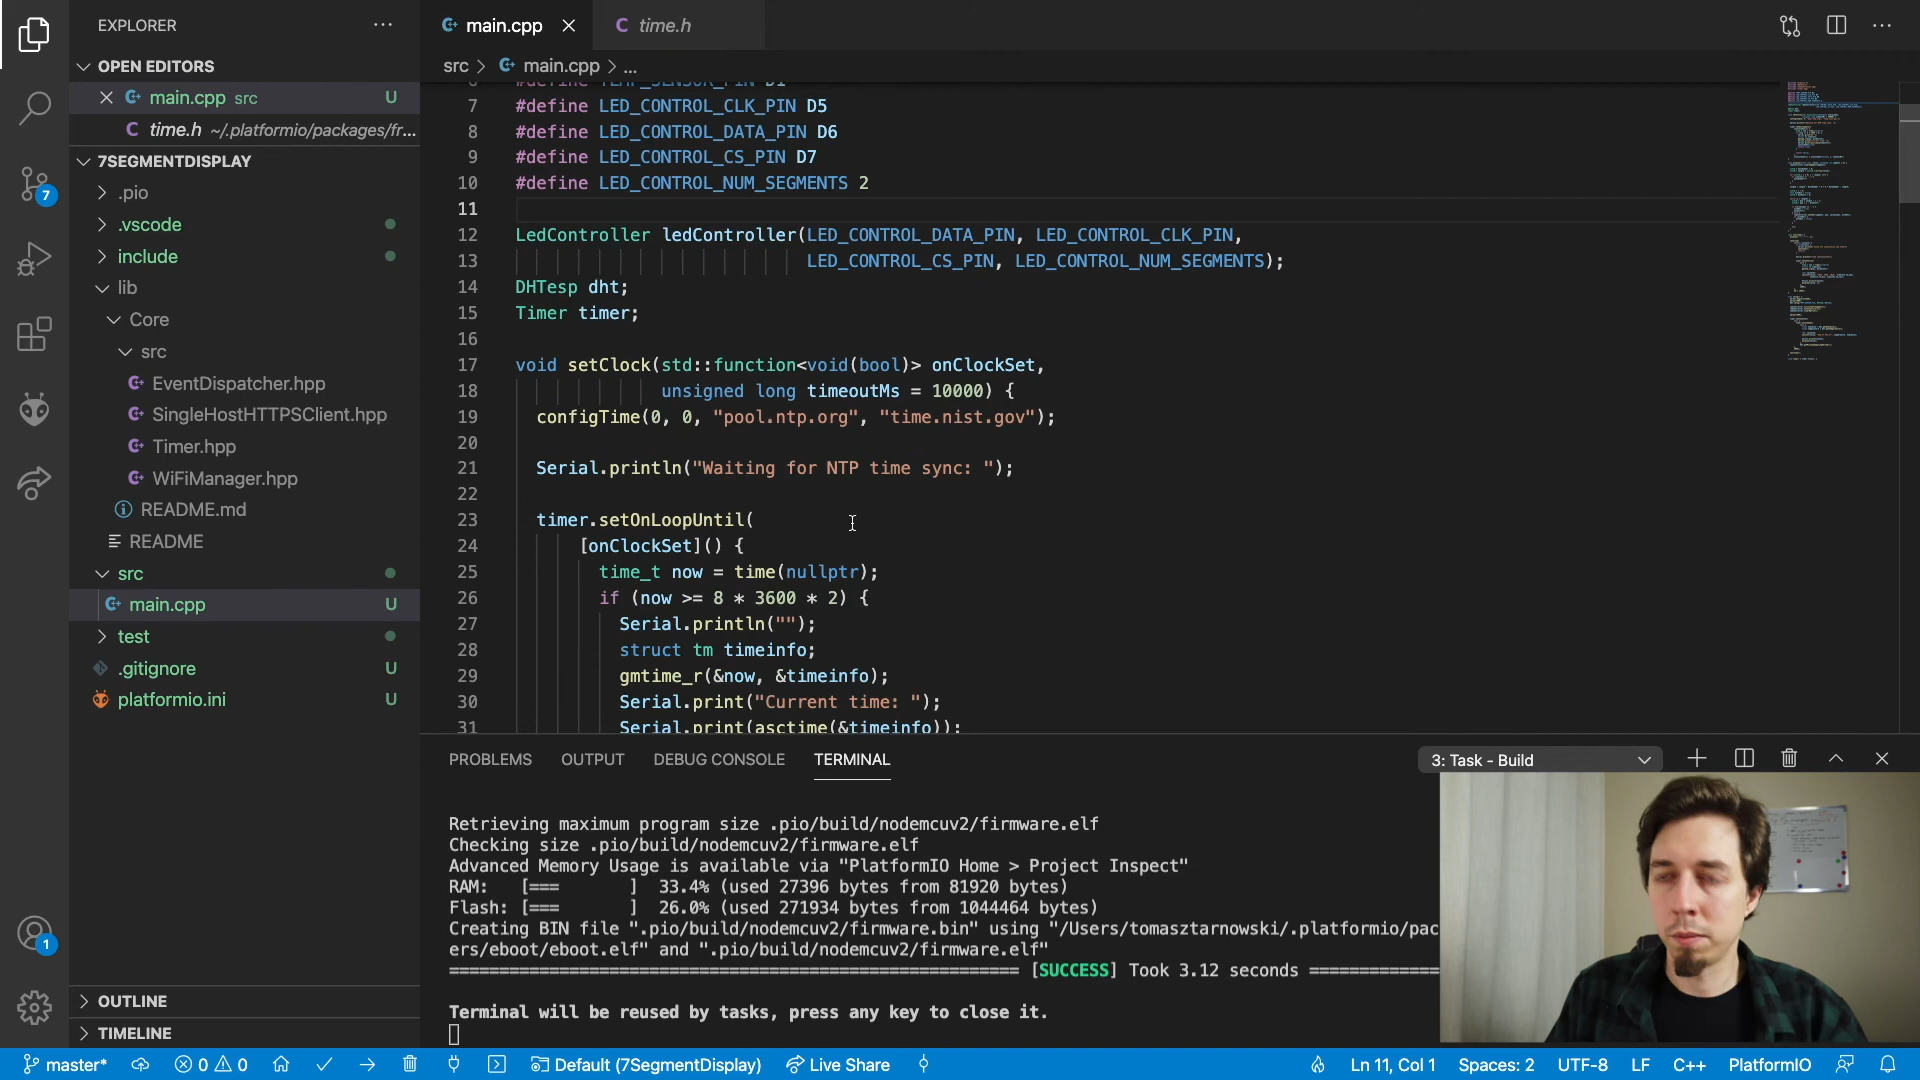 EXPLORER
OPEN EDITORS
main.cpp src U
time.h ~/.platformio/packages/fr...
7SEGMENTDISPLAY
.pio
.vscode
include
lib
Core
src
EventDispatcher.hpp
SingleHostHTTPSClient.hpp
Timer.hpp
WiFiManager.hpp
README.md
README
src
main.cpp U
test
.gitignore U
platformio.ini U
OUTLINE
TIMELINE
7
1
main.cpp
time.h
src > main.cpp > ...
7 #define LED_CONTROL_CLK_PIN D5
8 #define LED_CONTROL_DATA_PIN D6
9 #define LED_CONTROL_CS_PIN D7
10 #define LED_CONTROL_NUM_SEGMENTS 2
11
12 LedController ledController(LED_CONTROL_DATA_PIN, LED_CONTROL_CLK_PIN,
13 LED_CONTROL_CS_PIN, LED_CONTROL_NUM_SEGMENTS);
14 DHTesp dht;
15 Timer timer;
16
17 void setClock(std::function<void(bool)> onClockSet,
18 unsigned long timeoutMs = 10000) {
19 configTime(0, 0, "pool.ntp.org", "time.nist.gov");
20
21 Serial.println("Waiting for NTP time sync: ");
22
23 timer.setOnLoopUntil(
24 [onClockSet]() {
25 time_t now = time(nullptr);
26 if (now >= 8 * 3600 * 2) {
27 Serial.println("");
28 struct tm timeinfo;
29 gmtime_r(&now, &timeinfo);
30 Serial.print("Current time: ");
31 Serial.print(asctime(&timeinfo));
PROBLEMS OUTPUT DEBUG CONSOLE TERMINAL
3: Task - Build
Retrieving maximum program size .pio/build/nodemcuv2/firmware.elf
Checking size .pio/build/nodemcuv2/firmware.elf
Advanced Memory Usage is available via "PlatformIO Home > Project Inspect"
RAM: [=== ] 33.4% (used 27396 bytes from 81920 bytes)
Flash: [=== ] 26.0% (used 271934 bytes from 1044464 bytes)
Creating BIN file ".pio/build/nodemcuv2/firmware.bin" using "/Users/tomasztarnowski/.platformio/pac
ers/eboot/eboot.elf" and ".pio/build/nodemcuv2/firmware.elf"
[SUCCESS] Took 3.12 seconds
Terminal will be reused by tasks, press any key to close it.
master* 0 0 Default (7SegmentDisplay) Live Share Ln 11, Col 1 Spaces: 2 UTF-8 LF C++ PlatformIO